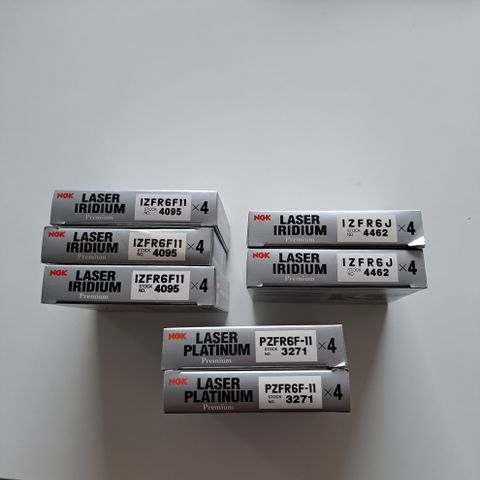 NGK LASER IRIDIUM Premium IZFR6F11 STOCK NO. 4095 ×4
NGK LASER IRIDIUM Premium IZFR6F11 STOCK NO. 4095 ×4
NGK LASER IRIDIUM Premium IZFR6F11 STOCK NO. 4095 ×4
NGK LASER IRIDIUM IZFR6J STOCK NO. 4462 ×4
NGK LASER IRIDIUM Premium IZFR6J STOCK NO. 4462 ×4
NGK LASER PLATINUM Premium PZFR6F-11 STOCK NO. 3271 ×4
NGK LASER PLATINUM Premium PZFR6F-11 STOCK NO. 3271 ×4